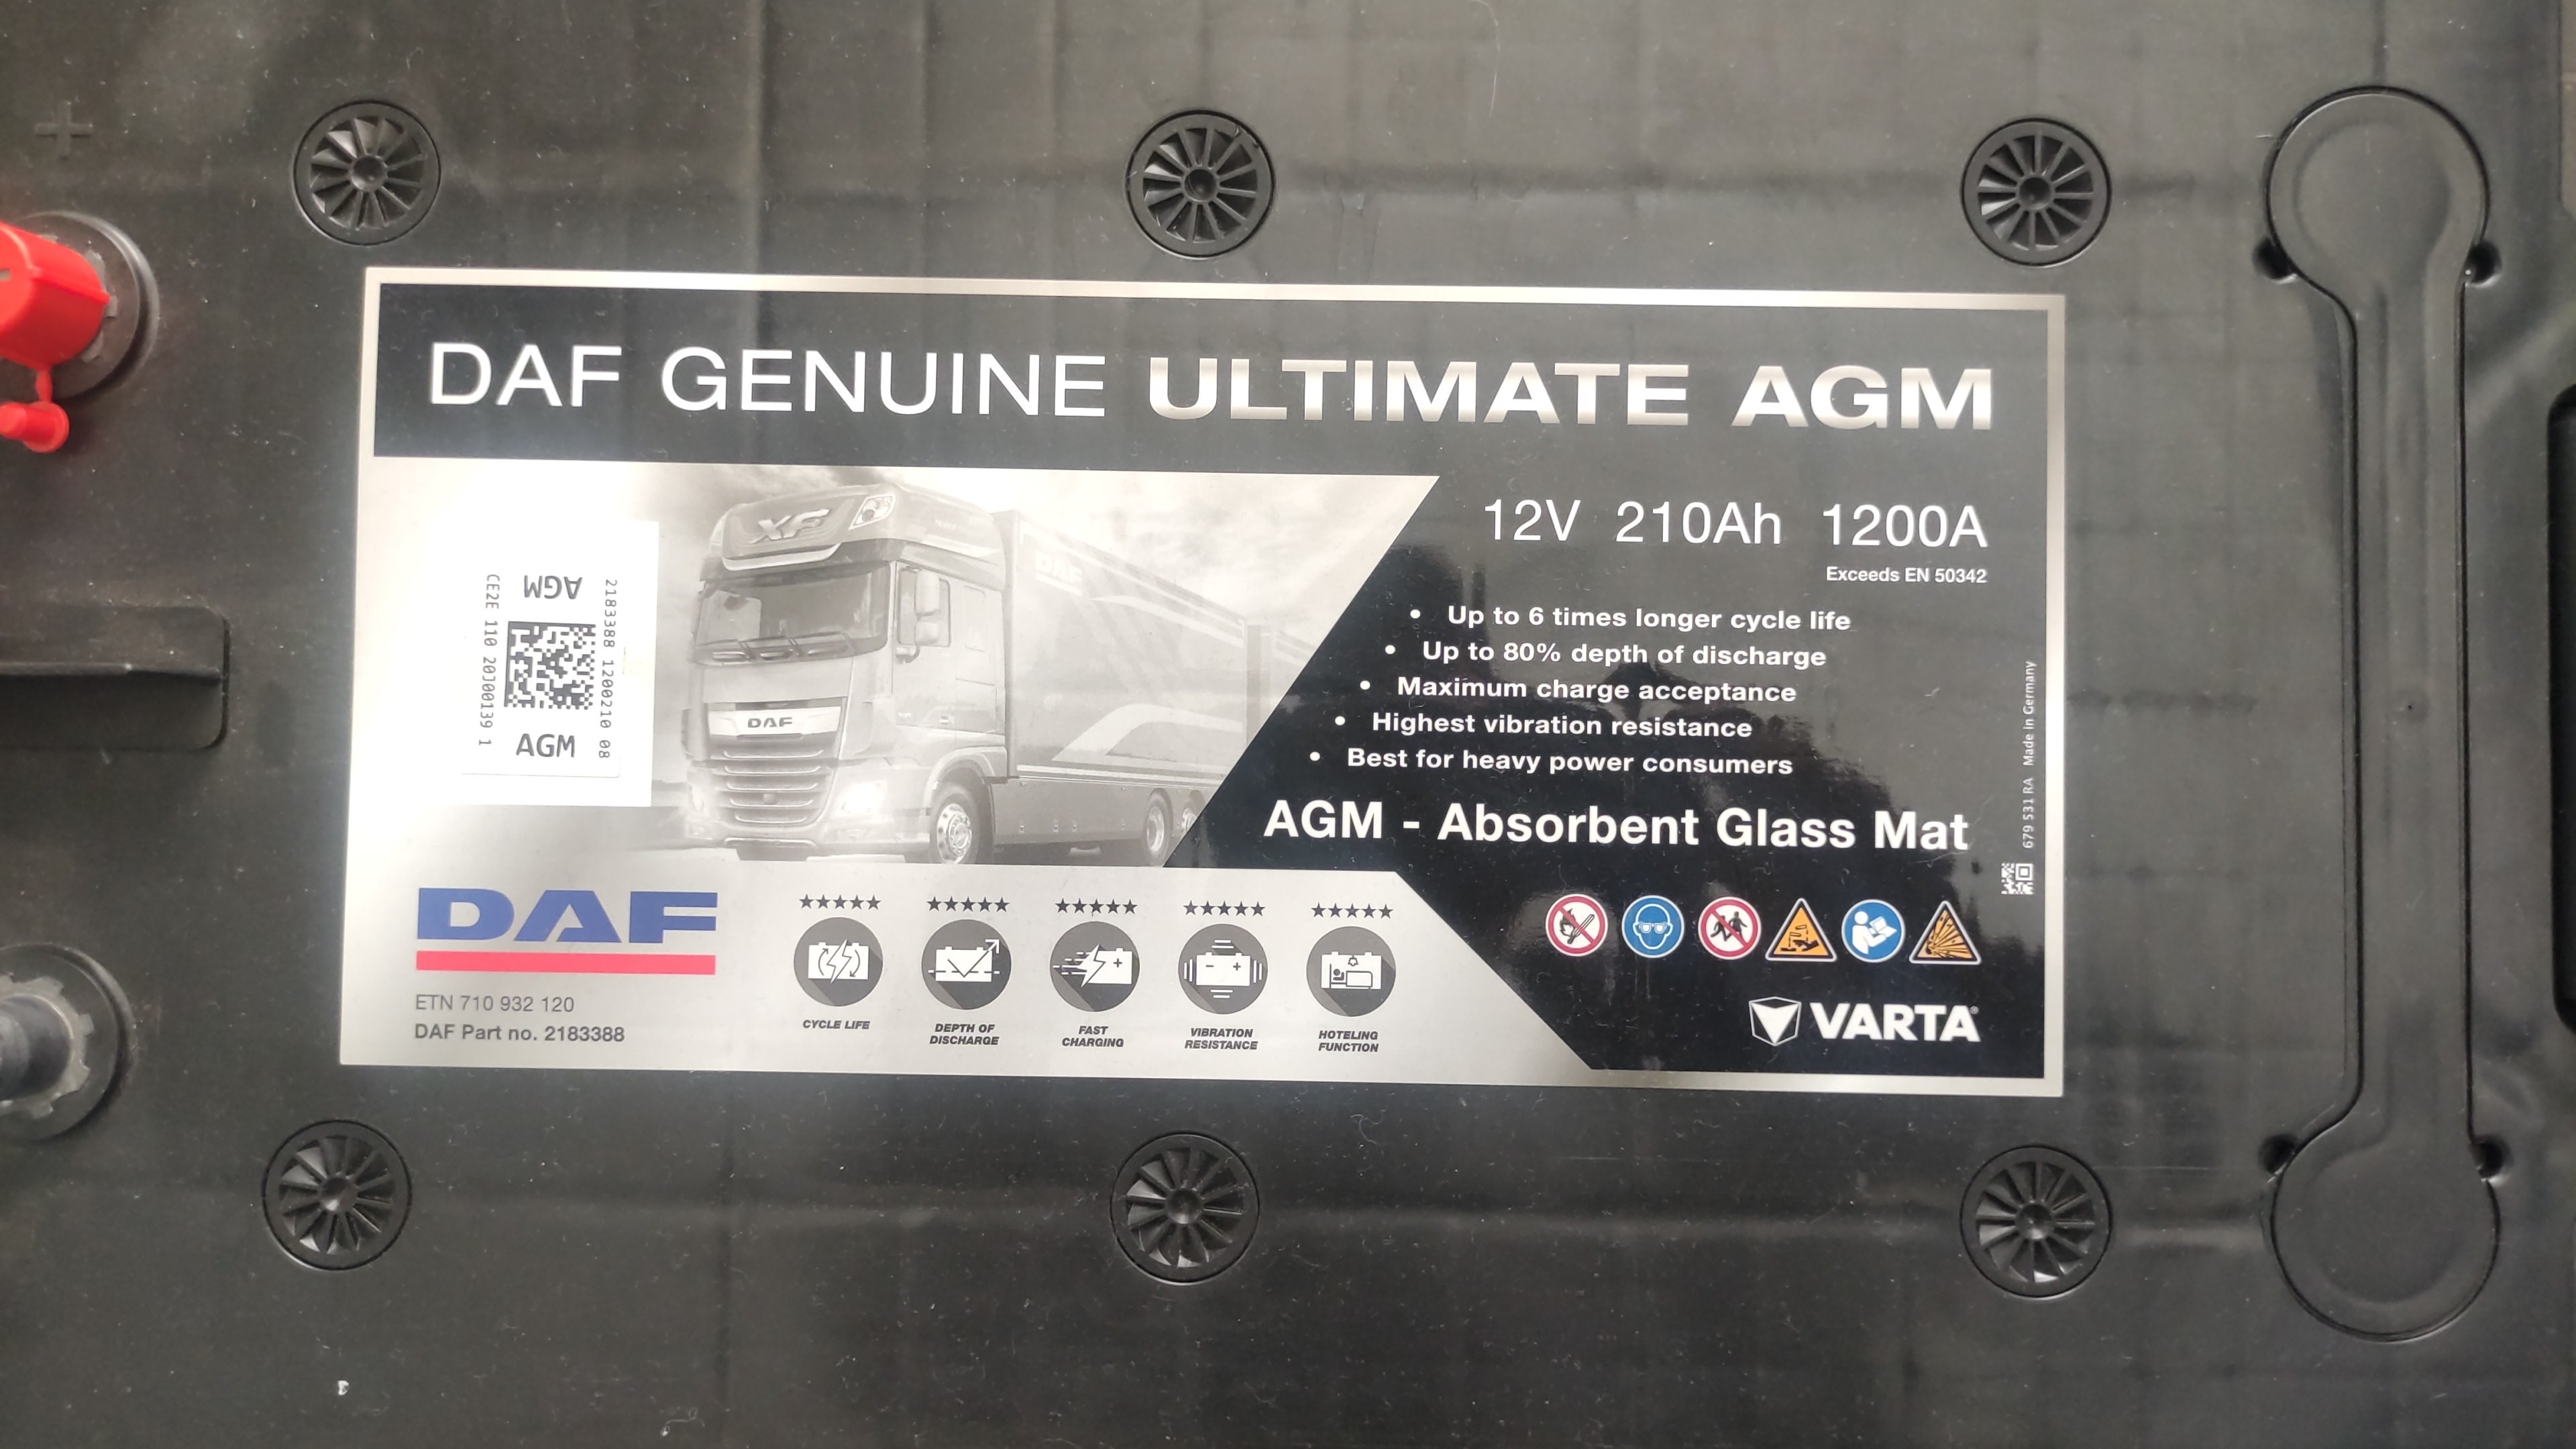 +
DAF GENUINE ULTIMATE AGM
12V 210Ah 1200A
Exceeds EN 50342
• Up to 6 times longer cycle life
• Up to 80% depth of discharge
• Maximum charge acceptance
• Highest vibration resistance
• Best for heavy power consumers
AGM - Absorbent Glass Mat
679 531 RA Made in Germany
XF
DAF
DAF
AGM
CE2E 110 20J00139 1
2183388 1200210 08
AGM
DAF
ETN 710 932 120
DAF Part no. 2183388
★★★★★ ★★★★★ ★★★★★ ★★★★★ ★★★★★
CYCLE LIFE
DEPTH OF
DISCHARGE
FAST
CHARGING
VIBRATION
RESISTANCE
HOTELING
FUNCTION
VARTA®